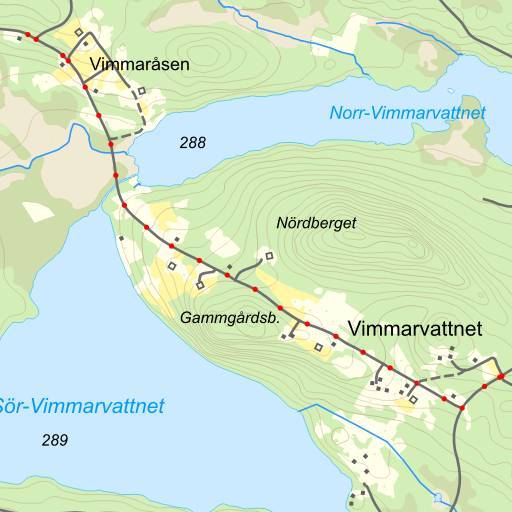 Vimmaråsen
Norr-Vimmarvattnet
288
Nördberget
Gammgårdsb.
Vimmarvattnet
Sör-Vimmarvattnet
289